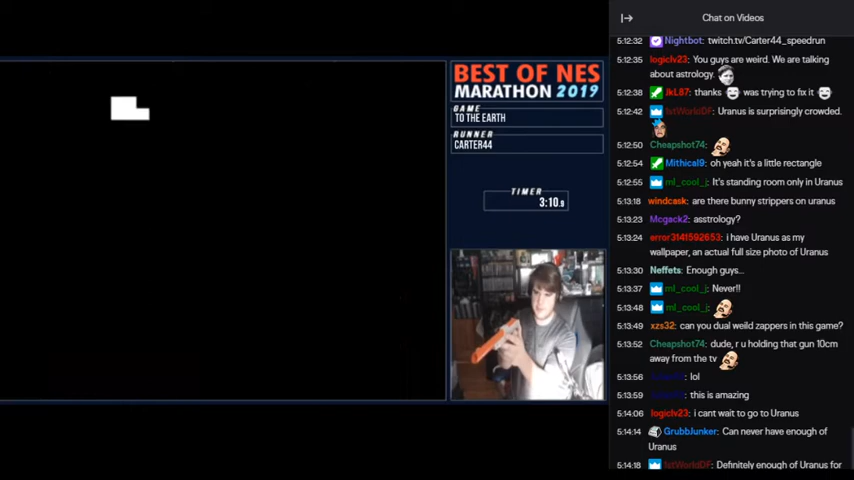 BEST OF NES
MARATHON 2019
GAME
TO THE EARTH
RUNNER
CARTER44
TIMER
3:10.9
Chat on Videos
5:12:32 Nightbot: twitch.tv/Carter44_speedrun
5:12:35 logiclv23: You guys are weird. We are talking
about astrology.
5:12:38 JkL87: thanks was trying to fix it
5:12:42 1stWorldDF: Uranus is surprisingly crowded.
5:12:50 Cheapshot74:
5:12:54 Mithical9: oh yeah it's a little rectangle
5:12:55 ml_cool_j: It's standing room only in Uranus
5:13:18 windcask: are there bunny strippers on uranus
5:13:23 Mcgack2: asstrology?
5:13:24 error3141592653: i have Uranus as my
wallpaper, an actual full size photo of Uranus
5:13:30 Neffets: Enough guys...
5:13:37 ml_cool_j: Never!!
5:13:48 ml_cool_j:
5:13:49 xzs32: can you dual weild zappers in this game?
5:13:52 Cheapshot74: dude, r u holding that gun 10cm
away from the tv
5:13:56 : lol
5:13:59 : this is amazing
5:14:06 logiclv23: i cant wait to go to Uranus
5:14:14 GrubbJunker: Can never have enough of
Uranus
5:14:18 1stWorldDF: Definitely enough of Uranus for